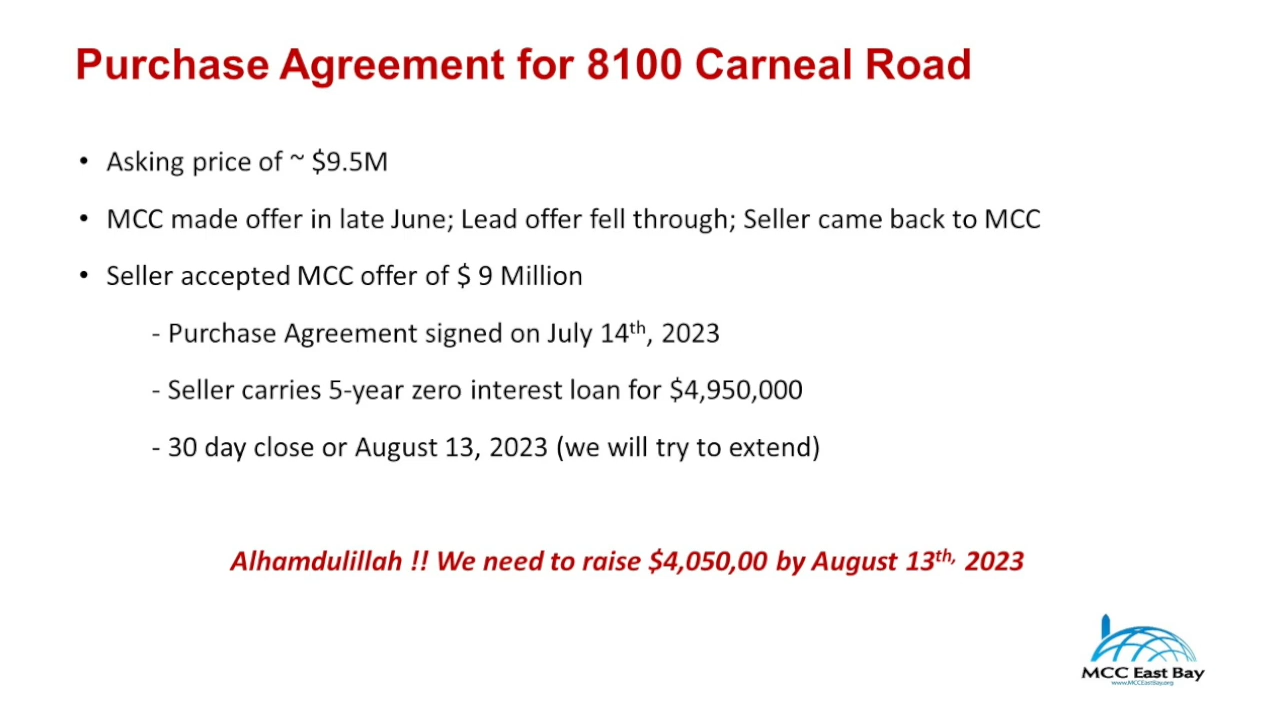 Purchase Agreement for 8100 Carneal Road
• Asking price of ~ $9.5M
• MCC made offer in late June; Lead offer fell through; Seller came back to MCC
• Seller accepted MCC offer of $ 9 Million
- Purchase Agreement signed on July 14th, 2023
- Seller carries 5-year zero interest loan for $4,950,000
- 30 day close or August 13, 2023 (we will try to extend)
Alhamdulillah !! We need to raise $4,050,00 by August 13th, 2023
MCC East Bay
www.MCCEastBay.org